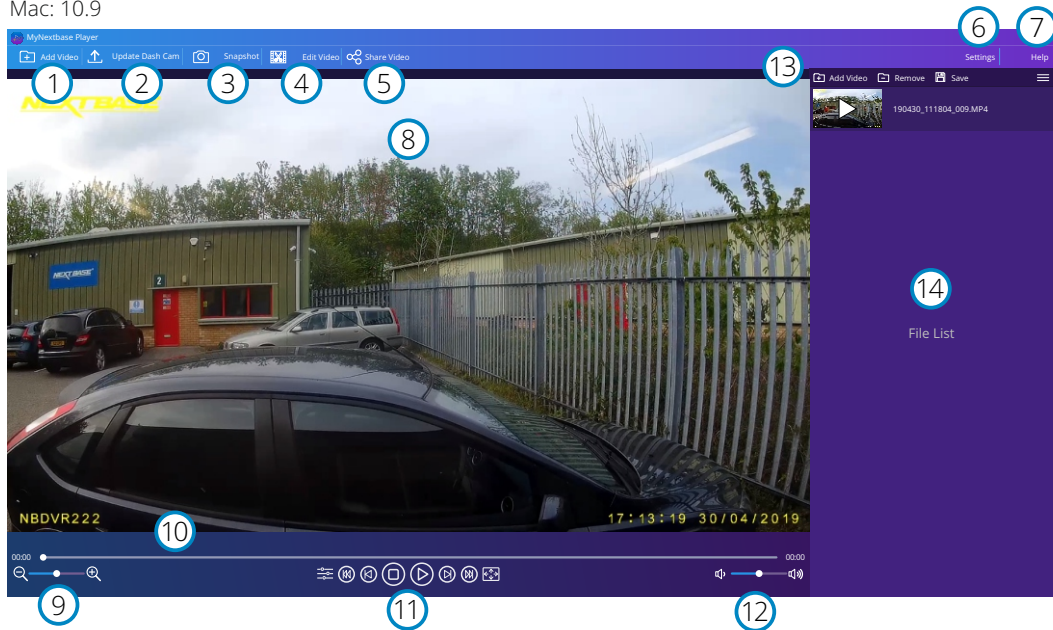 Mac: 10.9
6
7
MyNextbase Player
Add Video
Update Dash Cam
Snapshot
Edit Video
Share Video
Settings
Help
1
2
3
4
5
13
Add Video
Remove
Save
NEXTBASE
190430_111804_009.MP4
8
NEXTBASE
2
14
File List
NBDVR222
17:13:19 30/04/2019
10
00:00
00:00
9
11
12